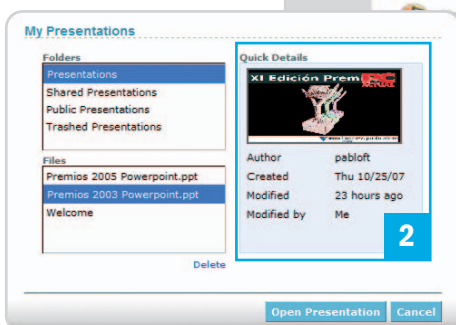 My Presentations
Folders
Presentations
Shared Presentations
Public Presentations
Trashed Presentations
Files
Premios 2005 Powerpoint.ppt
Premios 2003 Powerpoint.ppt
Welcome
Delete
Quick Details
XI Edición Prem
PC
ACTUAL
Author pabloft
Created Thu 10/25/07
Modified 23 hours ago
Modified by Me
2
Open Presentation Cancel